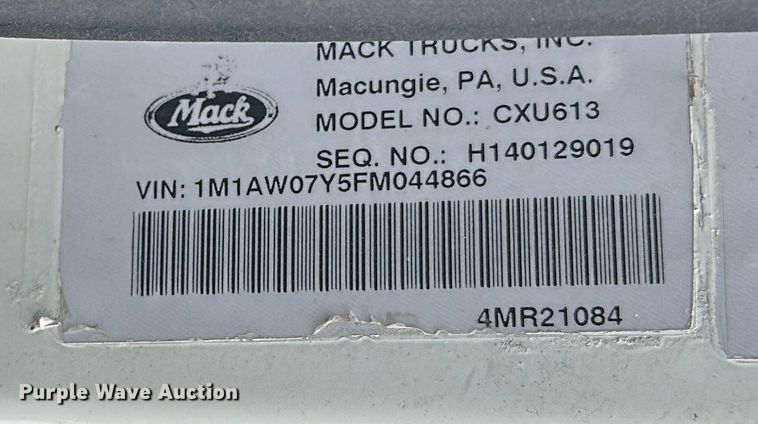 MACK TRUCKS, INC.
Macungie, PA, U.S.A.
Mack
MODEL NO.: CXU613
SEQ. NO.: H140129019
VIN: 1M1AW07Y5FM044866
4MR21084
Purple Wave Auction